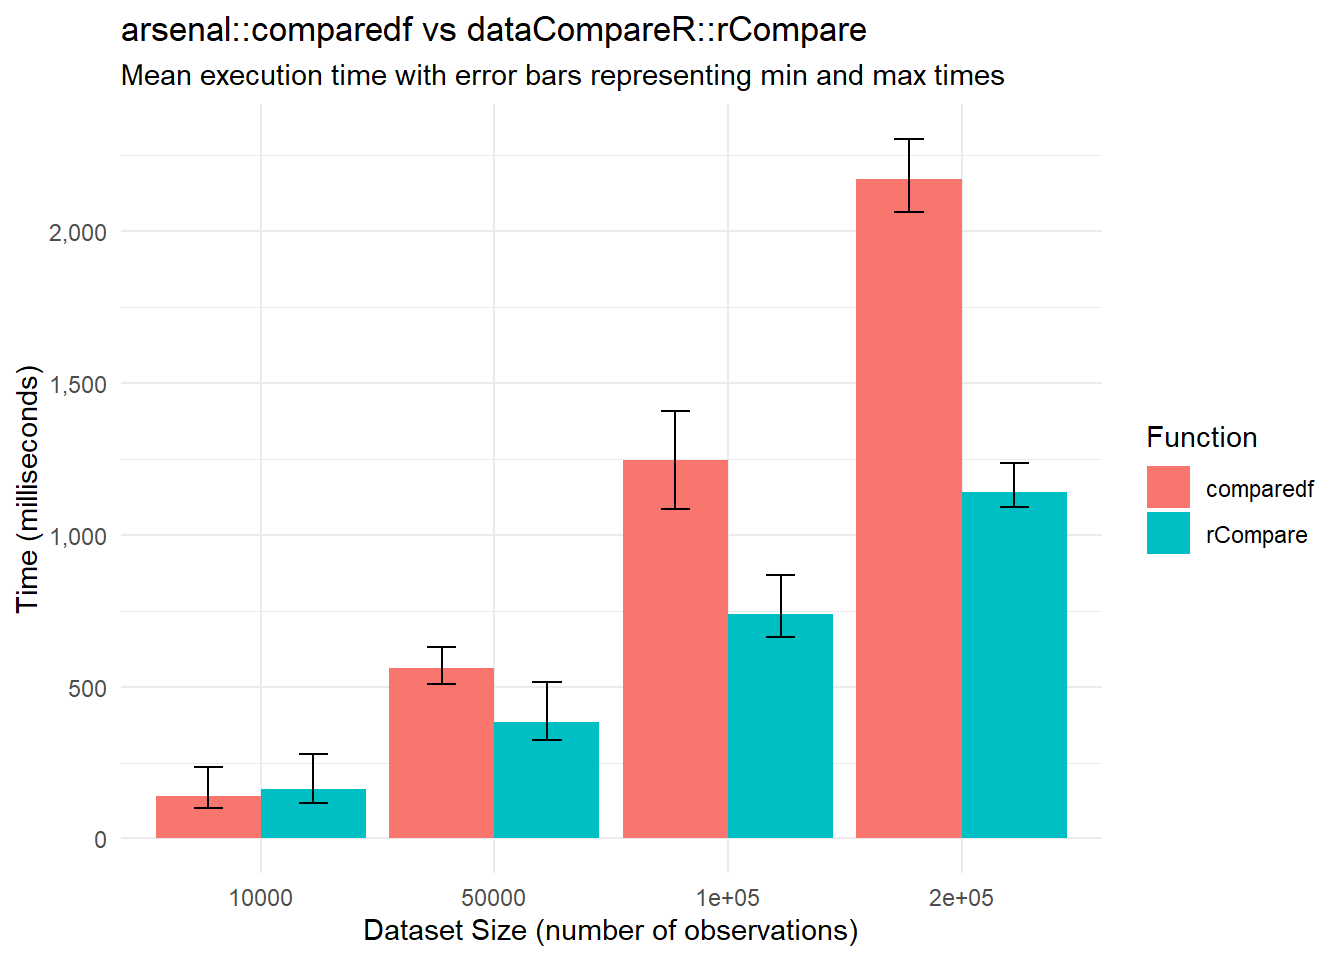 arsenal::comparedf vs dataCompareR::rCompare
Mean execution time with error bars representing min and max times
Time (milliseconds)
2,000
1,500
1,000
500
0
10000 50000 1e+05 2e+05
Dataset Size (number of observations)
Function
comparedf
rCompare